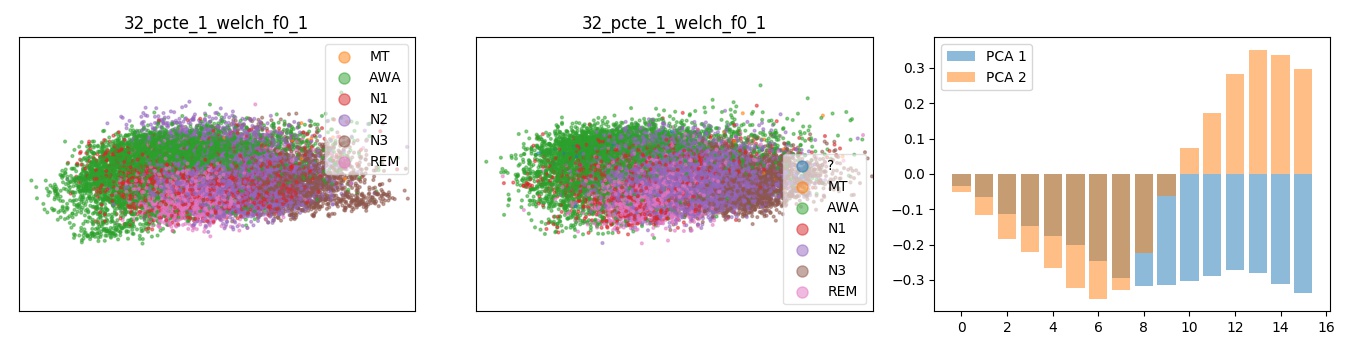 32_pcte_1_welch_f0_1
MT
AWA
N1
N2
N3
REM
32_pcte_1_welch_f0_1
?
MT
AWA
N1
N2
N3
REM
PCA 1
PCA 2
0.3
0.2
0.1
0.0
−0.1
−0.2
−0.3
0 2 4 6 8 10 12 14 16